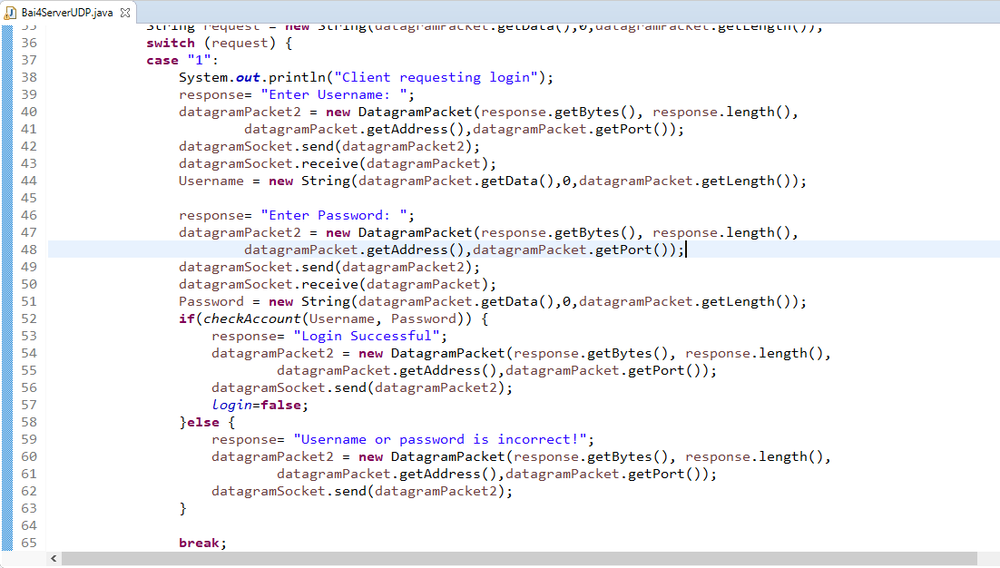 Bai4ServerUDP.java
35 String request = new String(datagramPacket.getData(),0,datagramPacket.getLength());
36 switch (request) {
37 case "1":
38 System.out.println("Client requesting login");
39 response= "Enter Username: ";
40 datagramPacket2 = new DatagramPacket(response.getBytes(), response.length(),
41 datagramPacket.getAddress(),datagramPacket.getPort());
42 datagramSocket.send(datagramPacket2);
43 datagramSocket.receive(datagramPacket);
44 Username = new String(datagramPacket.getData(),0,datagramPacket.getLength());
45
46 response= "Enter Password: ";
47 datagramPacket2 = new DatagramPacket(response.getBytes(), response.length(),
48 datagramPacket.getAddress(),datagramPacket.getPort());
49 datagramSocket.send(datagramPacket2);
50 datagramSocket.receive(datagramPacket);
51 Password = new String(datagramPacket.getData(),0,datagramPacket.getLength());
52 if(checkAccount(Username, Password)) {
53 response= "Login Successful";
54 datagramPacket2 = new DatagramPacket(response.getBytes(), response.length(),
55 datagramPacket.getAddress(),datagramPacket.getPort());
56 datagramSocket.send(datagramPacket2);
57 login=false;
58 }else {
59 response= "Username or password is incorrect!";
60 datagramPacket2 = new DatagramPacket(response.getBytes(), response.length(),
61 datagramPacket.getAddress(),datagramPacket.getPort());
62 datagramSocket.send(datagramPacket2);
63 }
64
65 break;